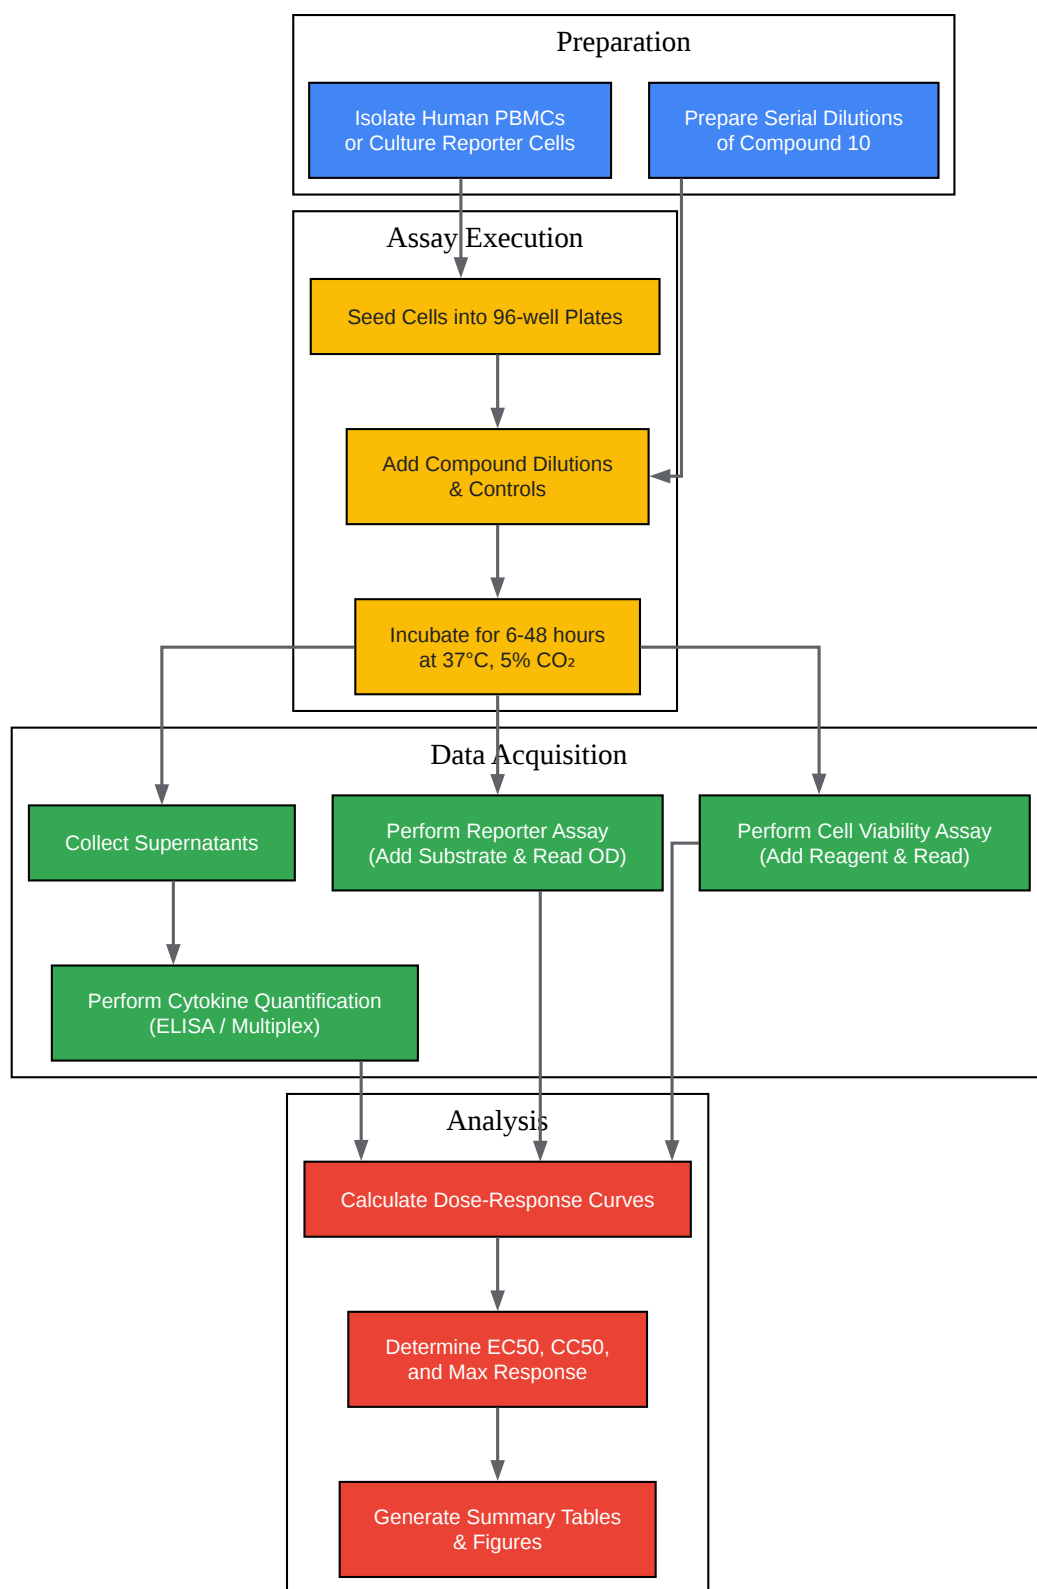 Preparation
Isolate Human PBMCs
or Culture Reporter Cells
Prepare Serial Dilutions
of Compound 10
Assay Execution
Seed Cells into 96-well Plates
Add Compound Dilutions
& Controls
Incubate for 6-48 hours
at 37°C, 5% CO₂
Data Acquisition
Collect Supernatants
Perform Reporter Assay
(Add Substrate & Read OD)
Perform Cell Viability Assay
(Add Reagent & Read)
Perform Cytokine Quantification
(ELISA / Multiplex)
Analysis
Calculate Dose-Response Curves
Determine EC50, CC50,
and Max Response
Generate Summary Tables
& Figures